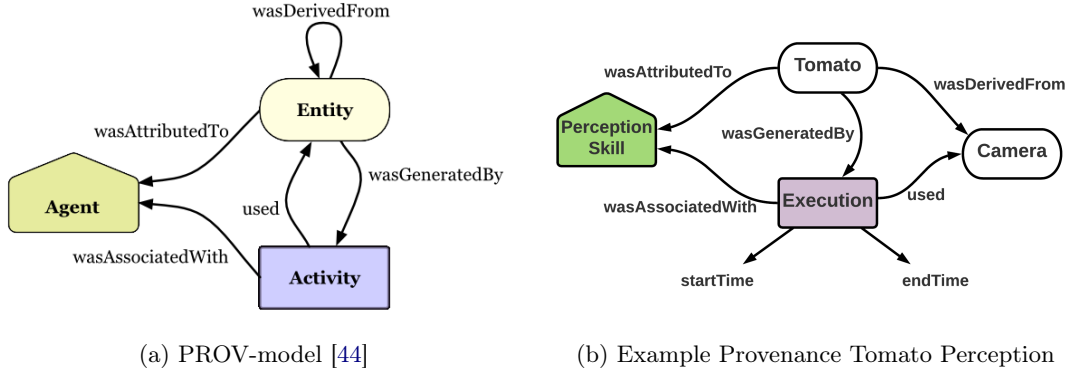 wasDerivedFrom
Entity
wasAttributedTo
wasGeneratedBy
used
Agent
wasAssociatedWith
Activity
(a) PROV-model [44]
Tomato
wasAttributedTo
wasDerivedFrom
Perception
Skill
wasGeneratedBy
Camera
Execution
used
wasAssociatedWith
startTime
endTime
(b) Example Provenance Tomato Perception